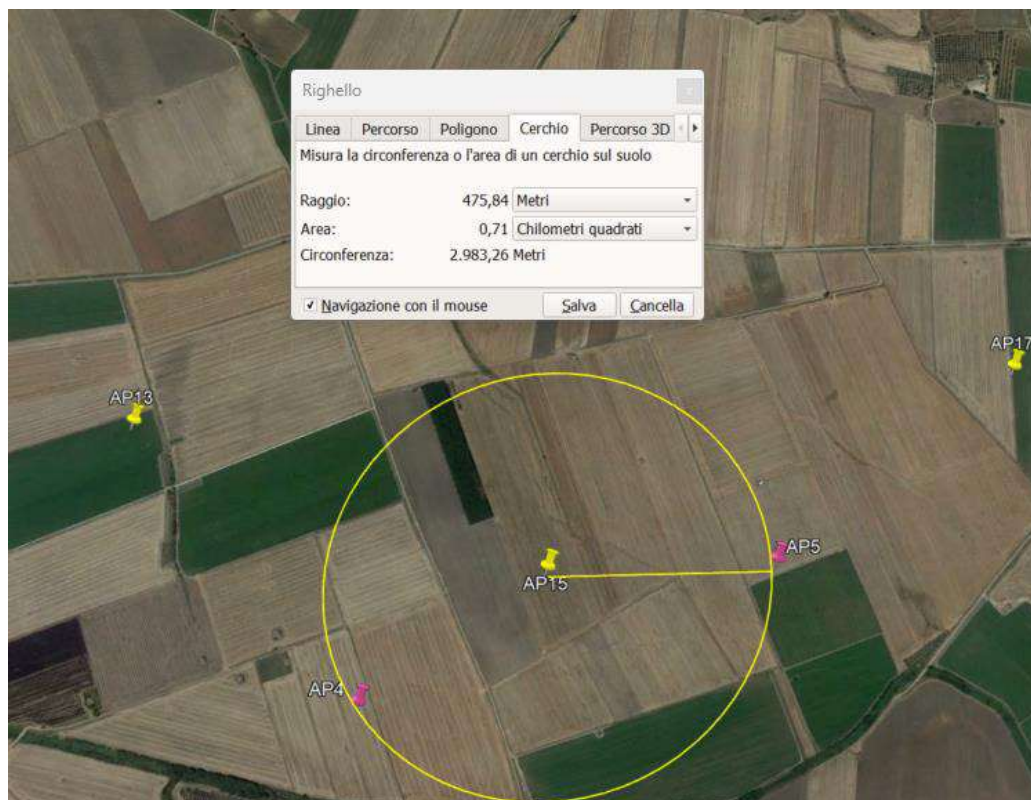 Righello
Linea Percorso Poligono Cerchio Percorso 3D
Misura la circonferenza o l'area di un cerchio sul suolo
Raggio: 475,84 Metri
Area: 0,71 Chilometri quadrati
Circonferenza: 2.983,26 Metri
Navigazione con il mouse Salva Cancella
AP17
AP13
AP5
AP15
AP4